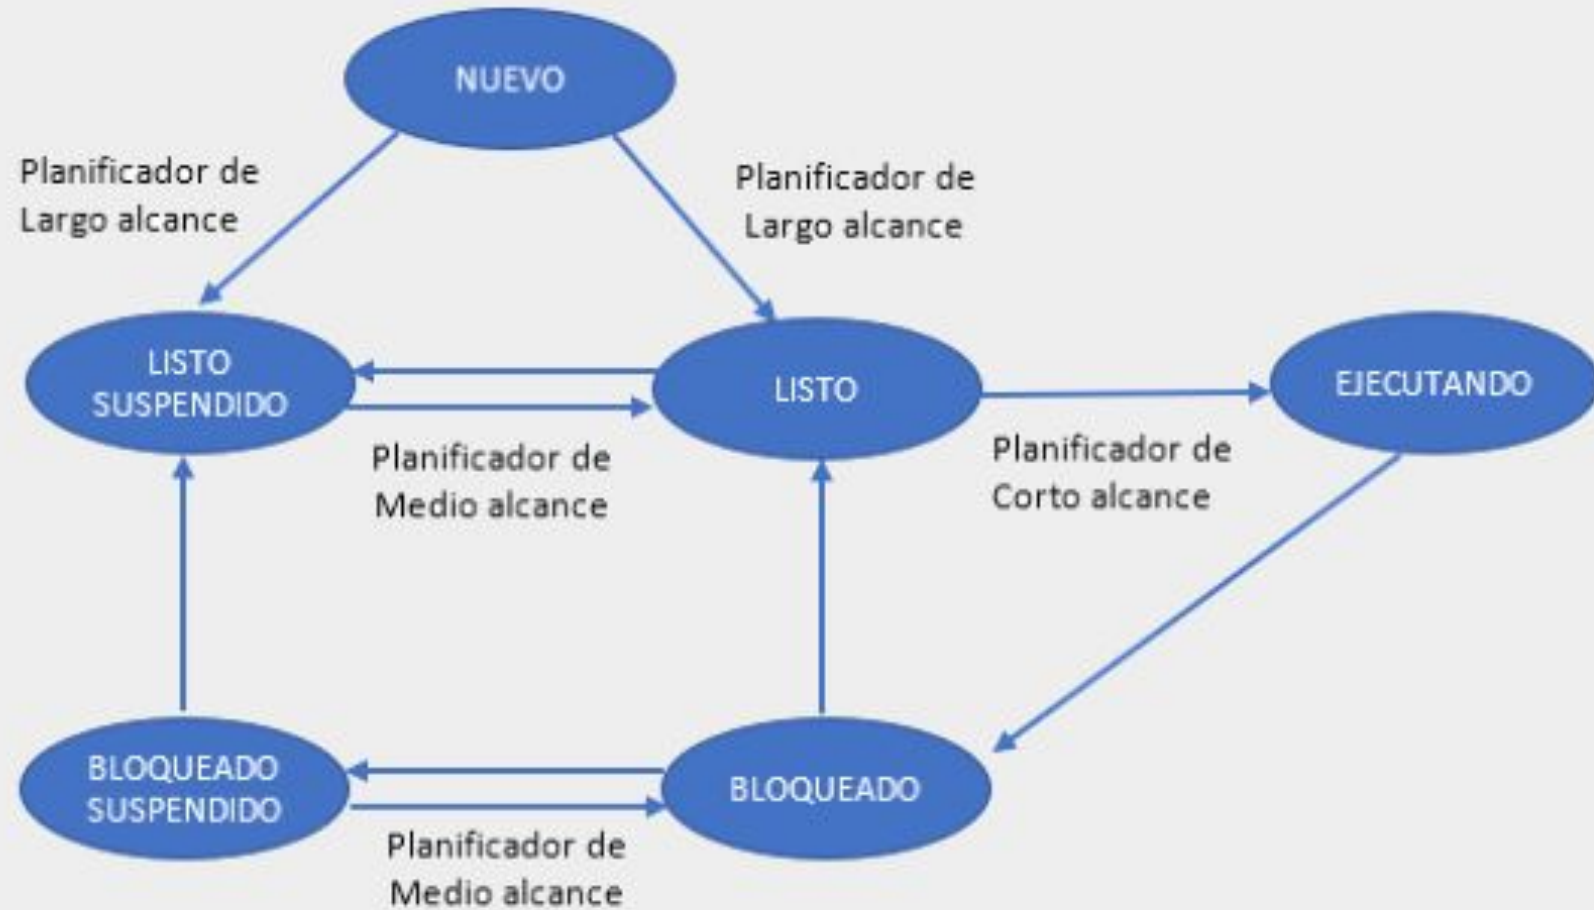 NUEVO
Planificador de
Largo alcance
Planificador de
Largo alcance
LISTO
SUSPENDIDO
LISTO
EJECUTANDO
Planificador de
Medio alcance
Planificador de
Corto alcance
BLOQUEADO
SUSPENDIDO
BLOQUEADO
Planificador de
Medio alcance